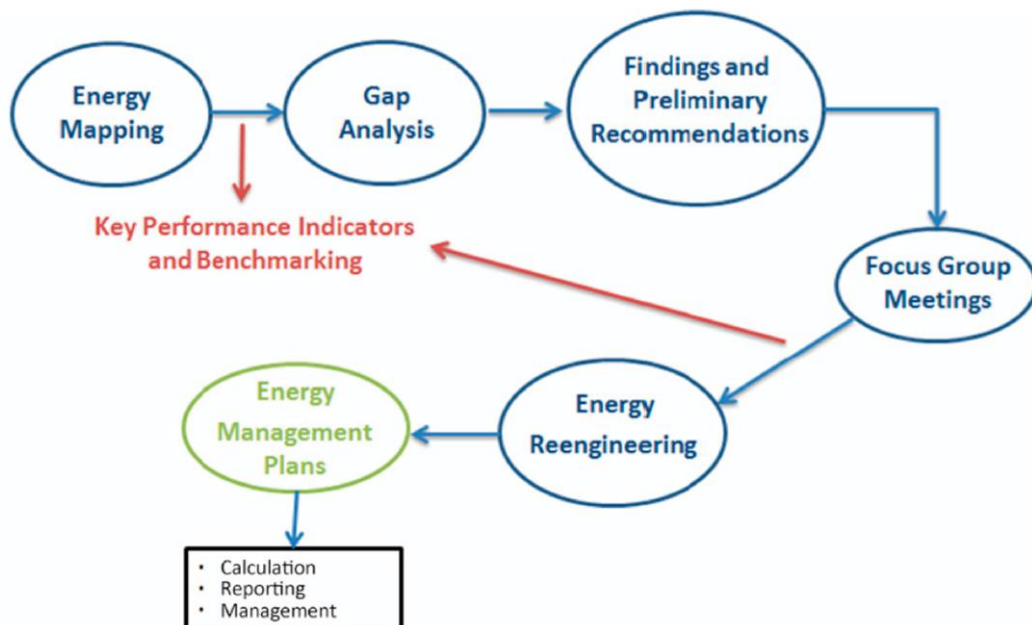 Energy
Mapping
Gap
Analysis
Findings and
Preliminary
Recommendations
Key Performance Indicators
and Benchmarking
Focus Group
Meetings
Energy
Reengineering
Energy
Management
Plans
• Calculation
• Reporting
• Management